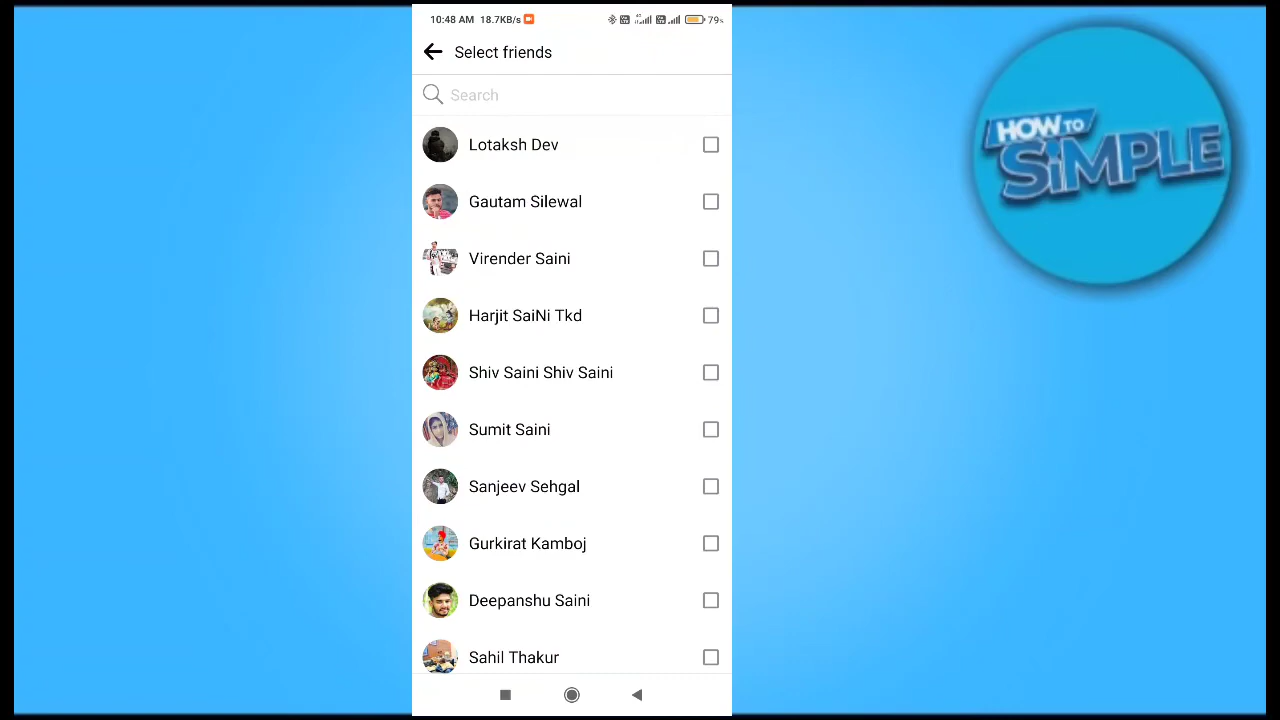 10:48 AM 18.7KB/s 79%
Select friends
Search
Lotaksh Dev
Gautam Silewal
Virender Saini
Harjit SaiNi Tkd
Shiv Saini Shiv Saini
Sumit Saini
Sanjeev Sehgal
Gurkirat Kamboj
Deepanshu Saini
Sahil Thakur
HOW TO
SiMPLE